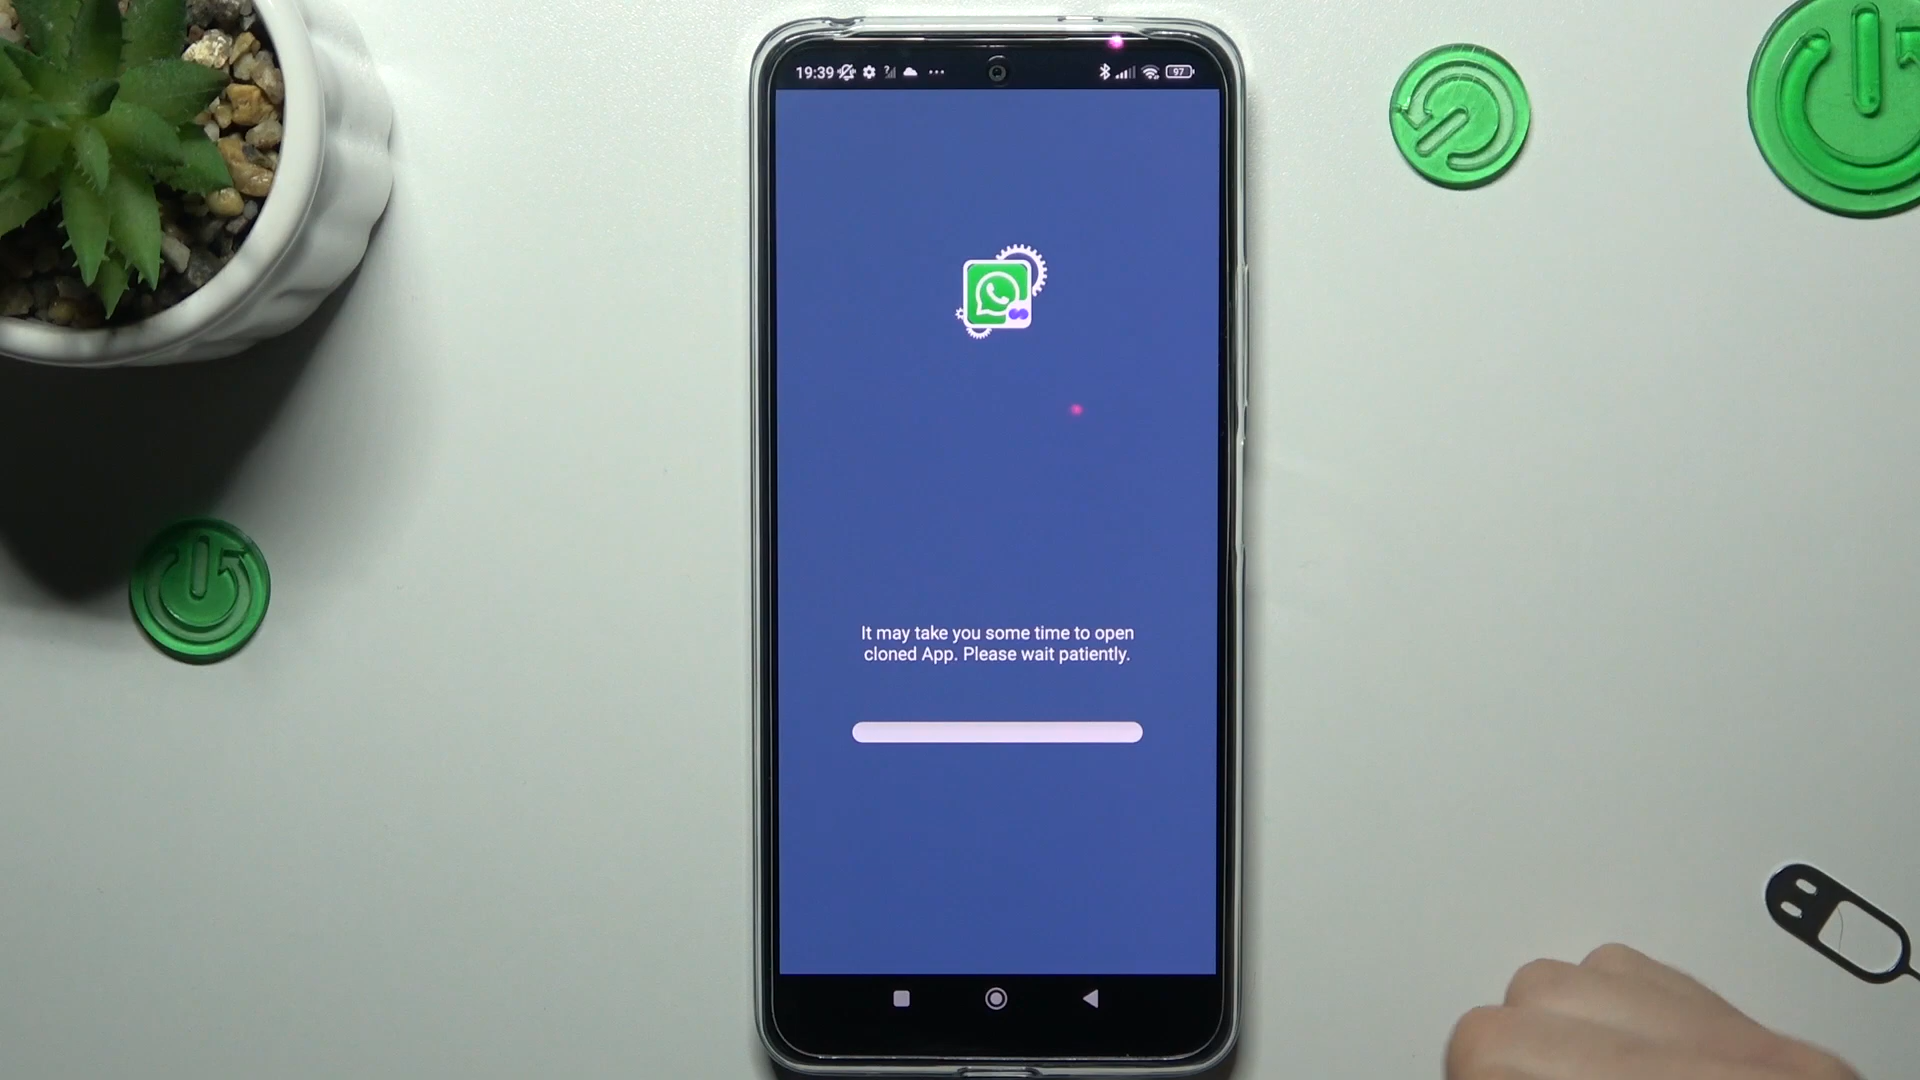 19:39
97
It may take you some time to open
cloned App. Please wait patiently.